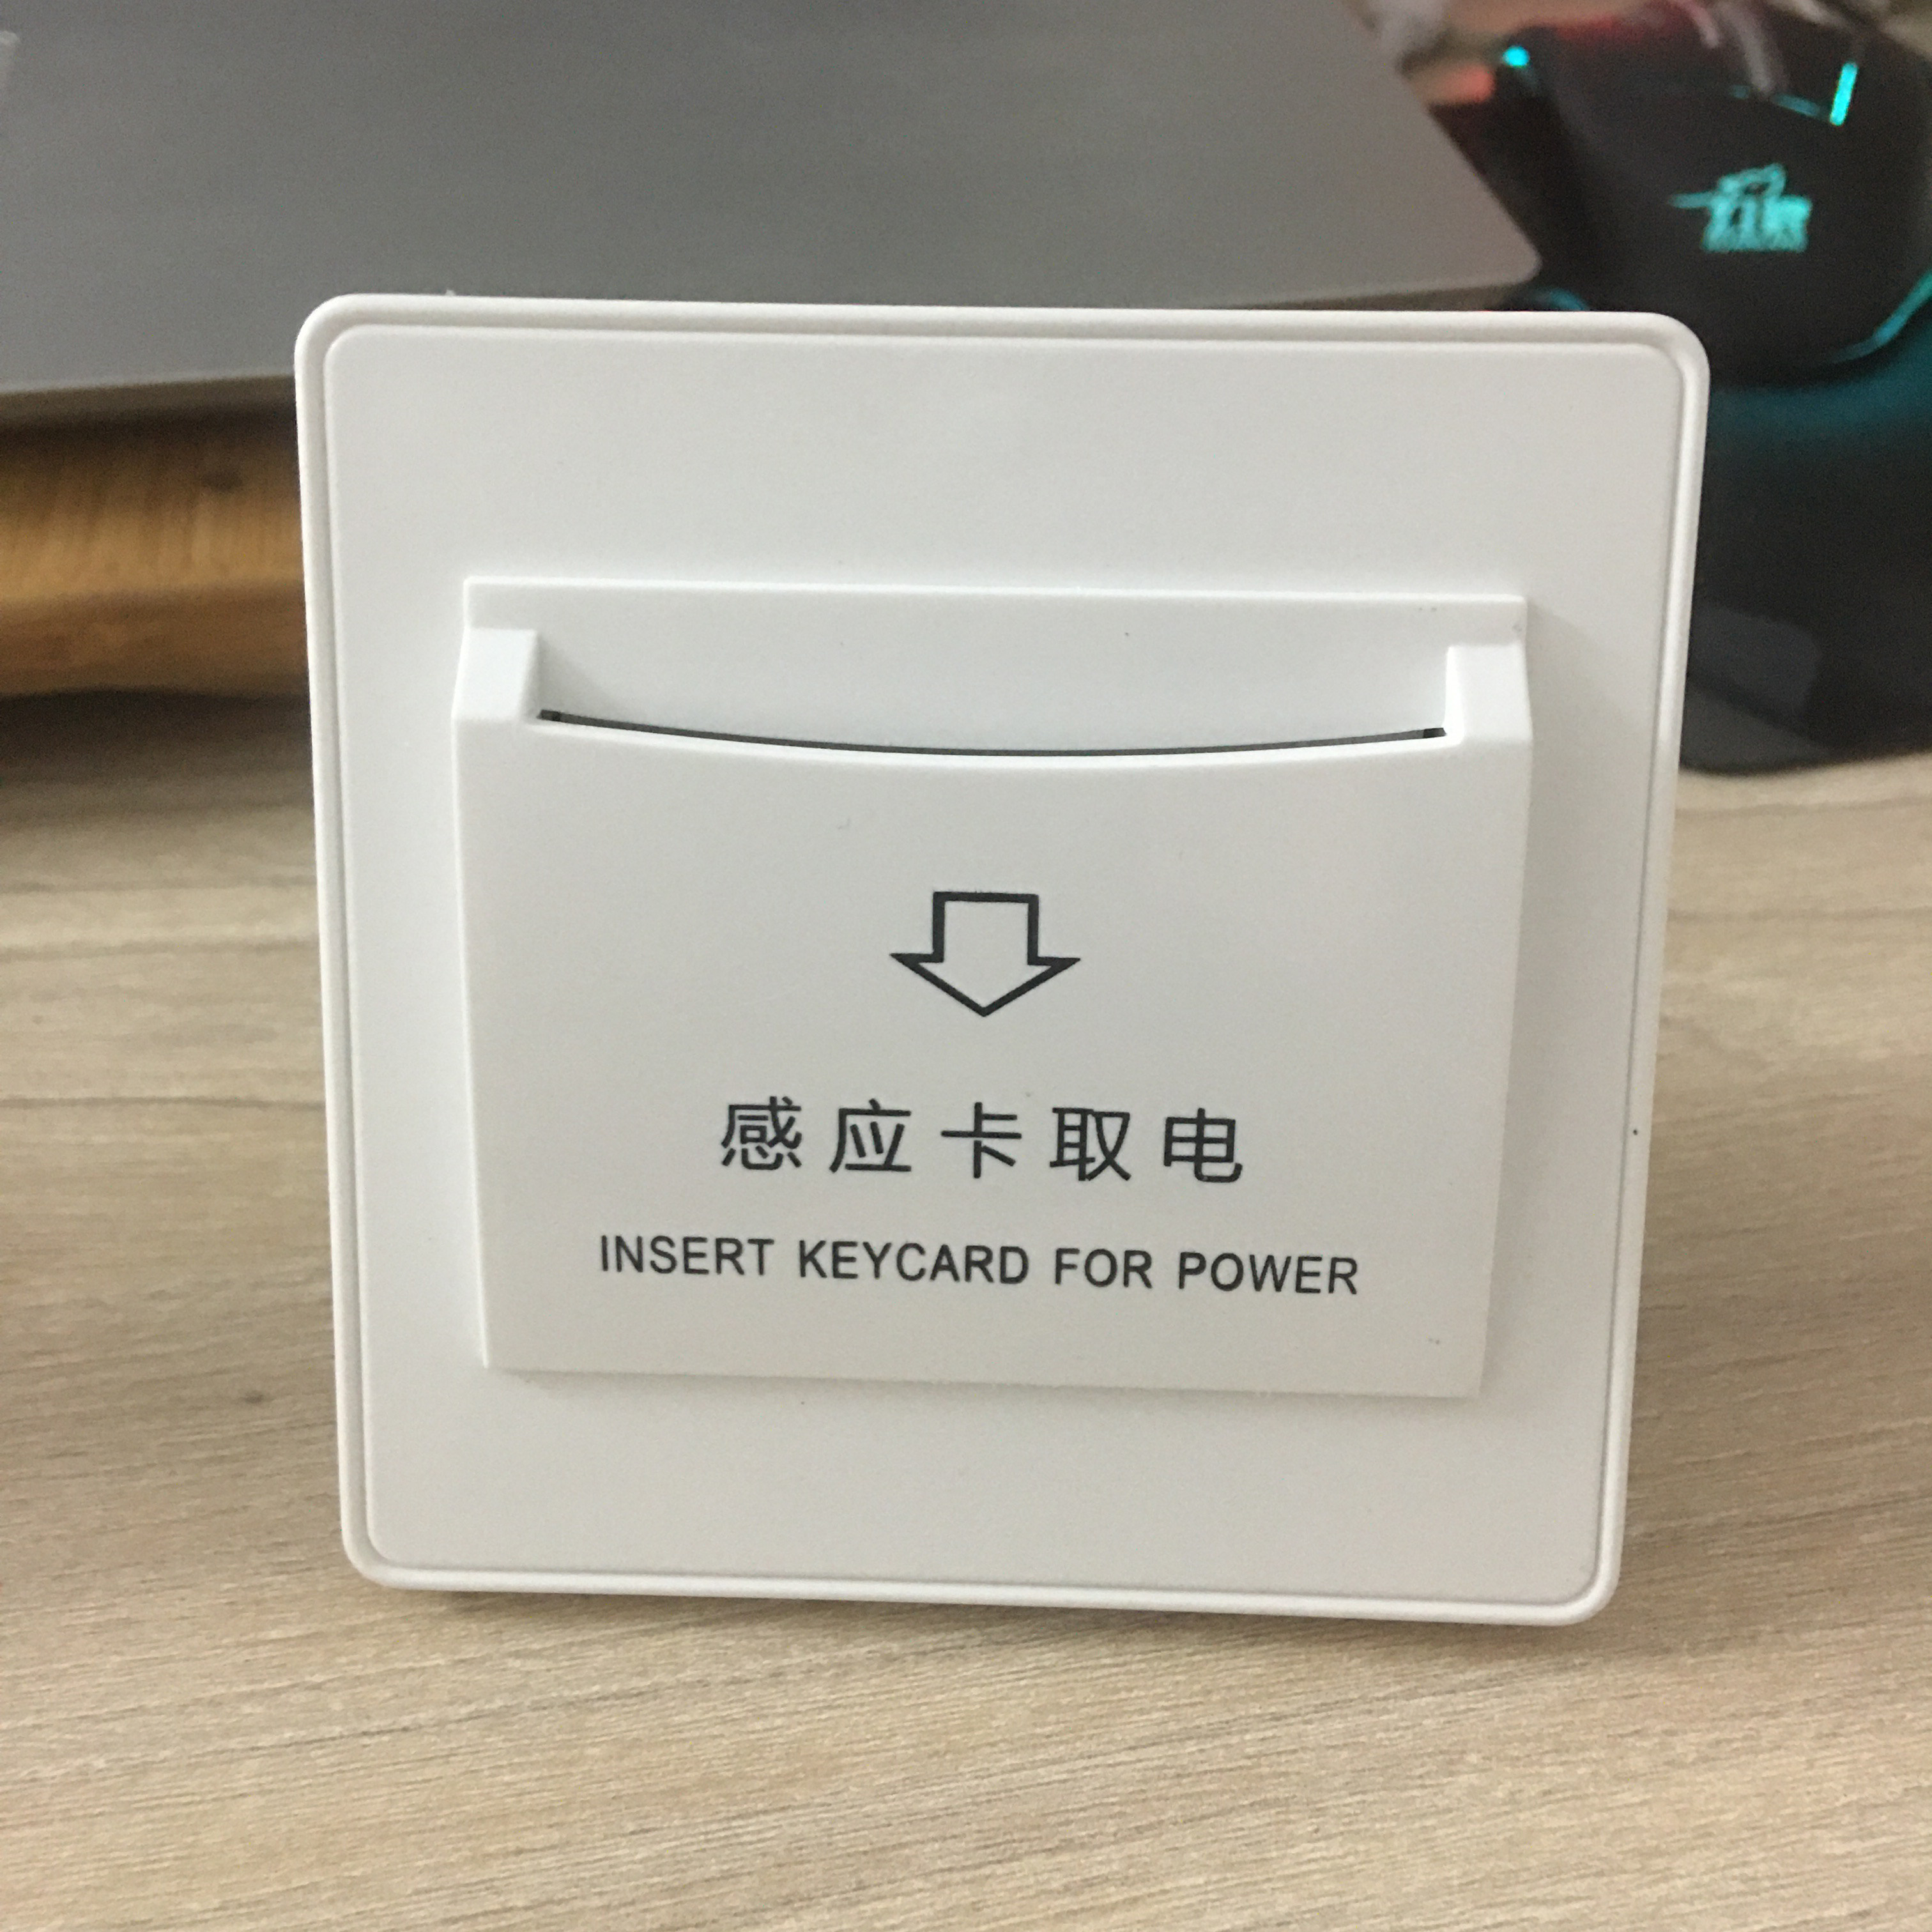 感应卡取电
INSERT KEYCARD FOR POWER